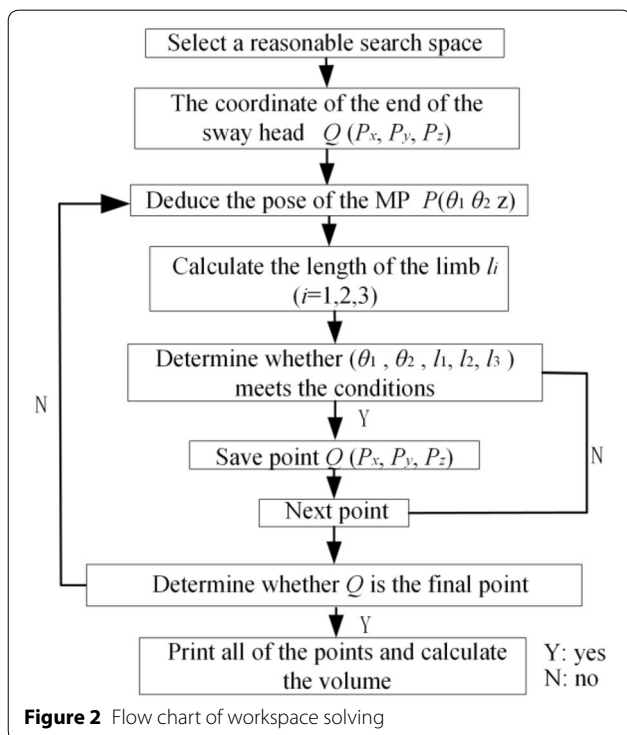 Select a reasonable search space
The coordinate of the end of the
sway head Q (Px, Py, Pz)
Deduce the pose of the MP P(θ1 θ2 z)
Calculate the length of the limb li
(i=1,2,3)
Determine whether (θ1 , θ2 , l1, l2, l3 )
meets the conditions
N
Y
Save point Q (Px, Py, Pz)
N
Next point
Determine whether Q is the final point
Y
Print all of the points and calculate
the volume
Y: yes
N: no
Figure 2 Flow chart of workspace solving